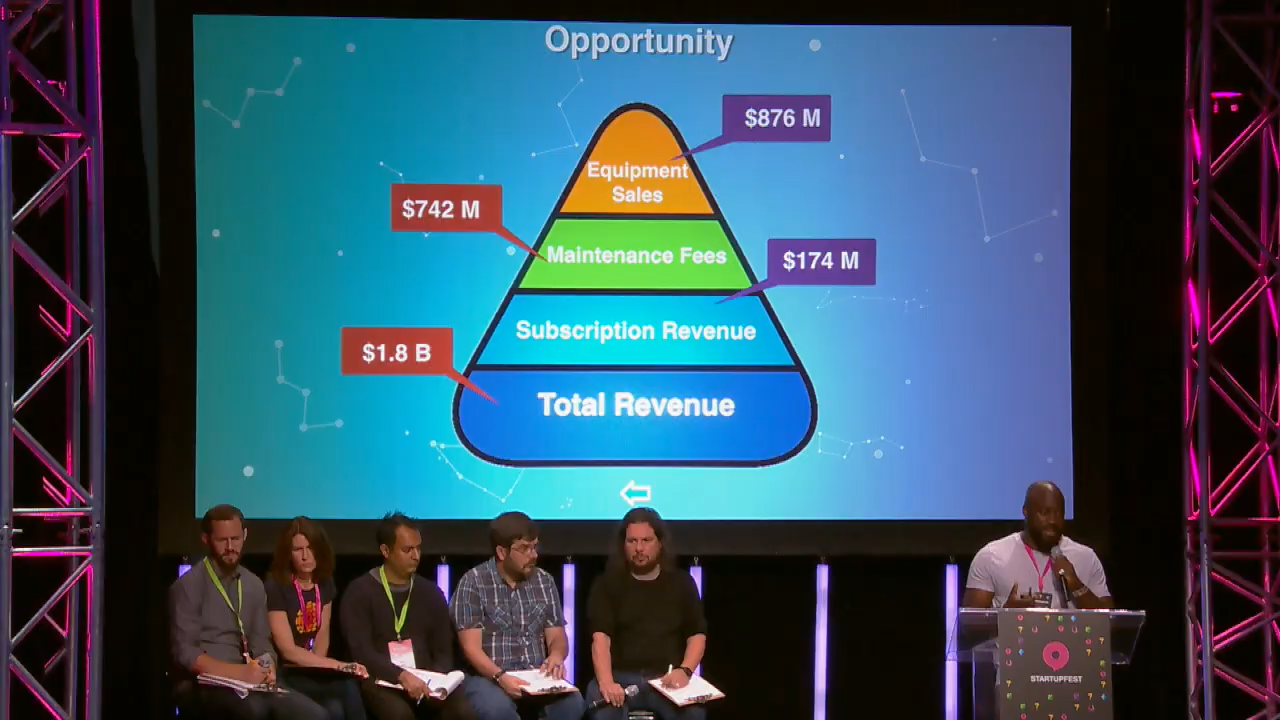 Opportunity
$876 M
Equipment
Sales
$742 M
Maintenance Fees
$174 M
Subscription Revenue
$1.8 B
Total Revenue
STARTUPFEST